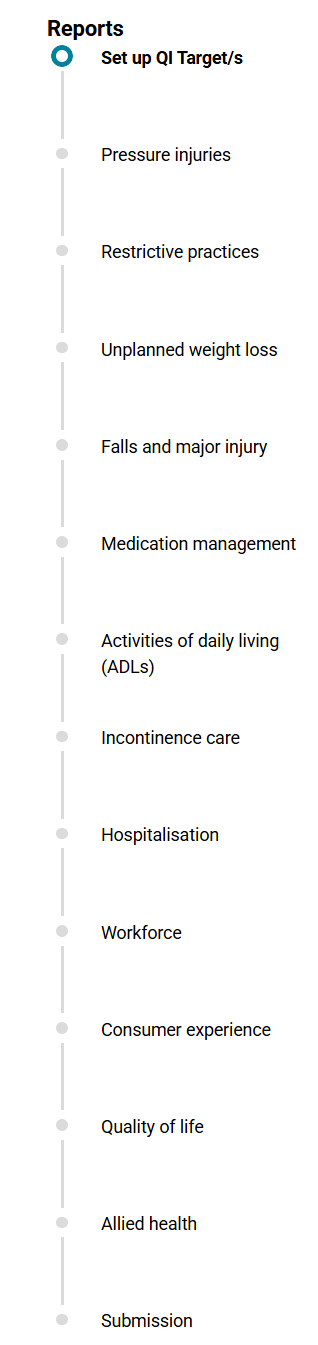 Reports
Set up QI Target/s
Pressure injuries
Restrictive practices
Unplanned weight loss
Falls and major injury
Medication management
Activities of daily living
(ADLs)
Incontinence care
Hospitalisation
Workforce
Consumer experience
Quality of life
Allied health
Submission